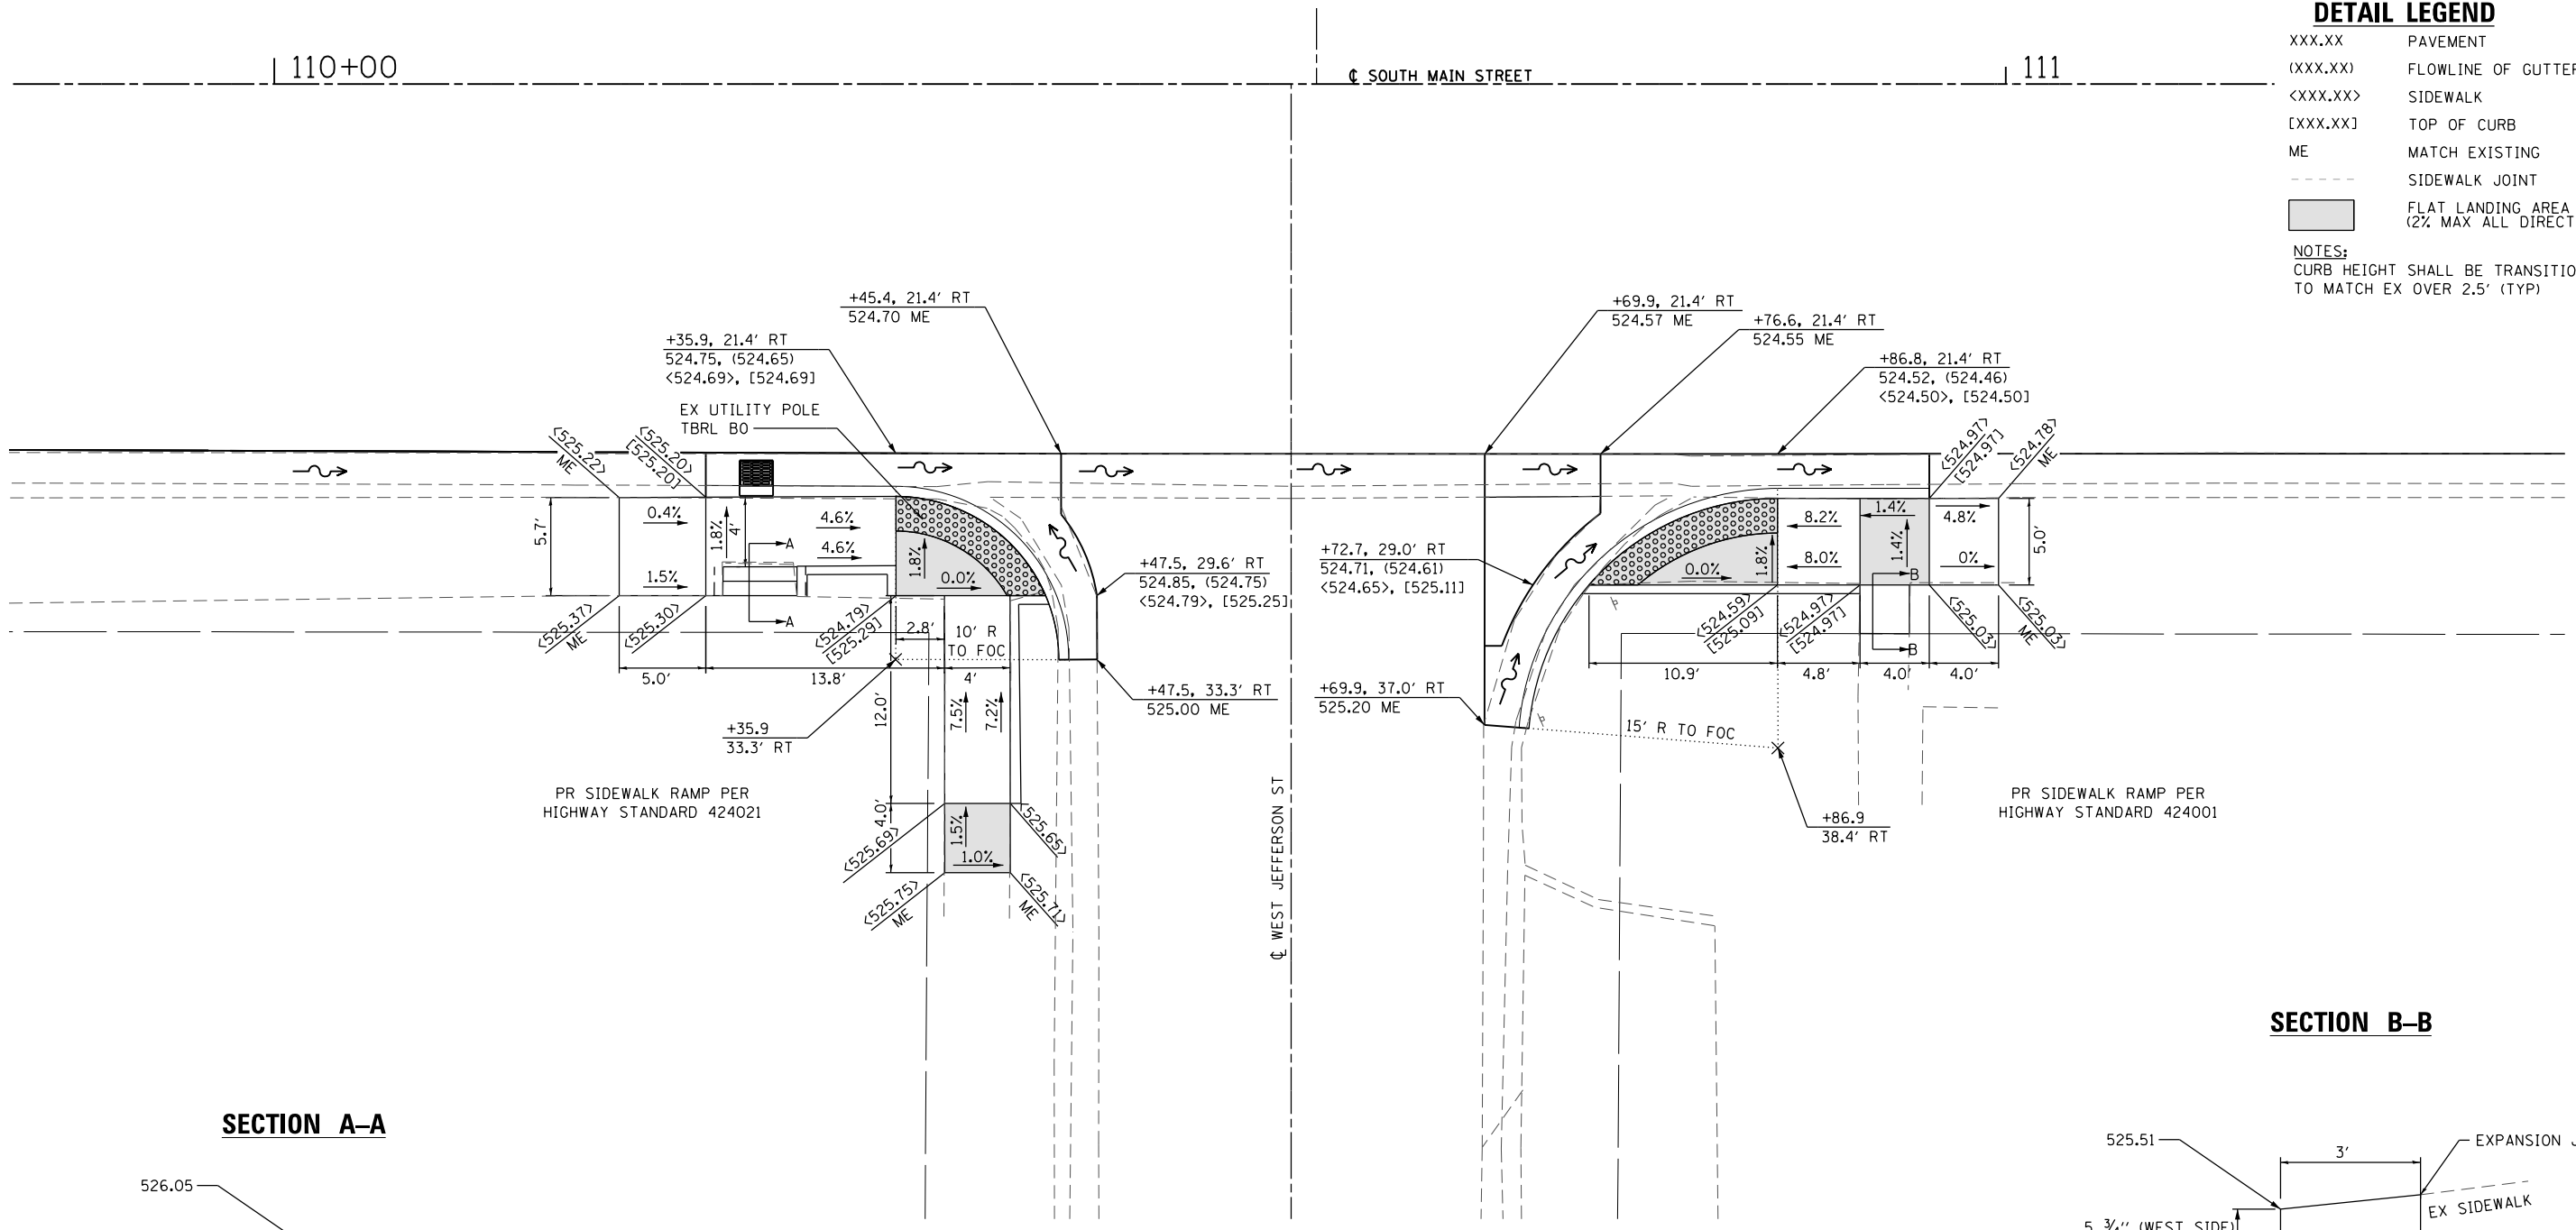 DETAIL LEGEND
XXX.XX PAVEMENT
(XXX.XX) FLOWLINE OF GUTTER
<XXX.XX> SIDEWALK
[XXX.XX] TOP OF CURB
ME MATCH EXISTING
SIDEWALK JOINT
FLAT LANDING AREA
(2% MAX ALL DIRECT
NOTES:
CURB HEIGHT SHALL BE TRANSITIO
TO MATCH EX OVER 2.5' (TYP)
110+00
℄ SOUTH MAIN STREET
111
+45.4, 21.4' RT
524.70 ME
+35.9, 21.4' RT
524.75, (524.65)
<524.69>, [524.69]
EX UTILITY POLE
TBRL BO
+69.9, 21.4' RT
524.57 ME
+76.6, 21.4' RT
524.55 ME
+86.8, 21.4' RT
524.52, (524.46)
<524.50>, [524.50]
<525.22>
ME
<525.20>
[525.20]
<524.97>
[524.97]
<524.78>
ME
5.7'
0.4%
1.5%
1.8%
4'
A
A
4.6%
4.6%
1.8%
0.0%
<525.37>
ME
<525.30>
<524.79>
[525.29]
2.8'
10' R
TO FOC
5.0'
13.8'
4'
12.0'
7.5%
7.2%
+47.5, 29.6' RT
524.85, (524.75)
<524.79>, [525.25]
+47.5, 33.3' RT
525.00 ME
+35.9
33.3' RT
4.0'
1.5%
1.0%
<525.69>
<525.65>
<525.75>
ME
<525.71>
ME
PR SIDEWALK RAMP PER
HIGHWAY STANDARD 424021
℄ WEST JEFFERSON ST
+72.7, 29.0' RT
524.71, (524.61)
<524.65>, [525.11]
+69.9, 37.0' RT
525.20 ME
0.0%
1.8%
8.2%
8.0%
1.4%
1.4%
4.8%
0%
5.0'
B
B
<524.59>
[525.09]
<524.97>
[524.97]
<525.03>
<525.03>
ME
10.9'
4.8'
4.0'
4.0'
15' R TO FOC
+86.9
38.4' RT
PR SIDEWALK RAMP PER
HIGHWAY STANDARD 424001
SECTION A–A
526.05
SECTION B–B
525.51
3'
EXPANSION J
EX SIDEWALK
5 3/4" (WEST SIDE)